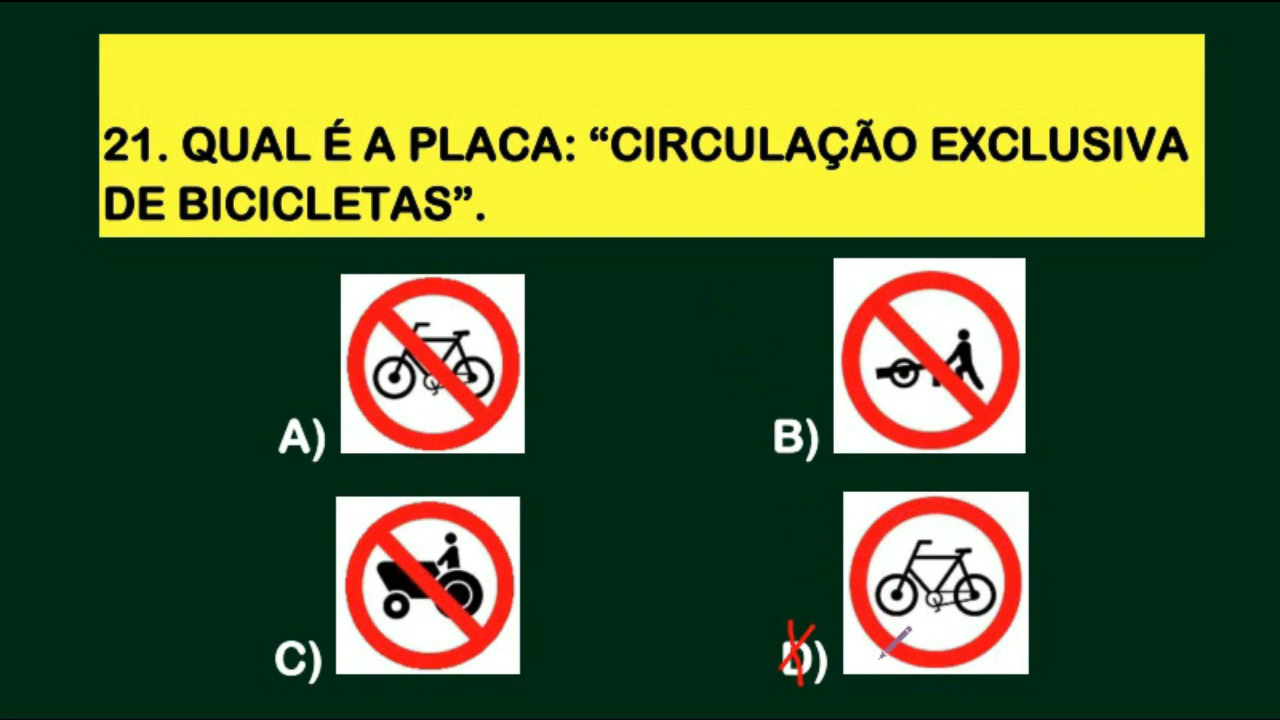 21. QUAL É A PLACA: “CIRCULAÇÃO EXCLUSIVA
DE BICICLETAS”.
A)
B)
C)
D)